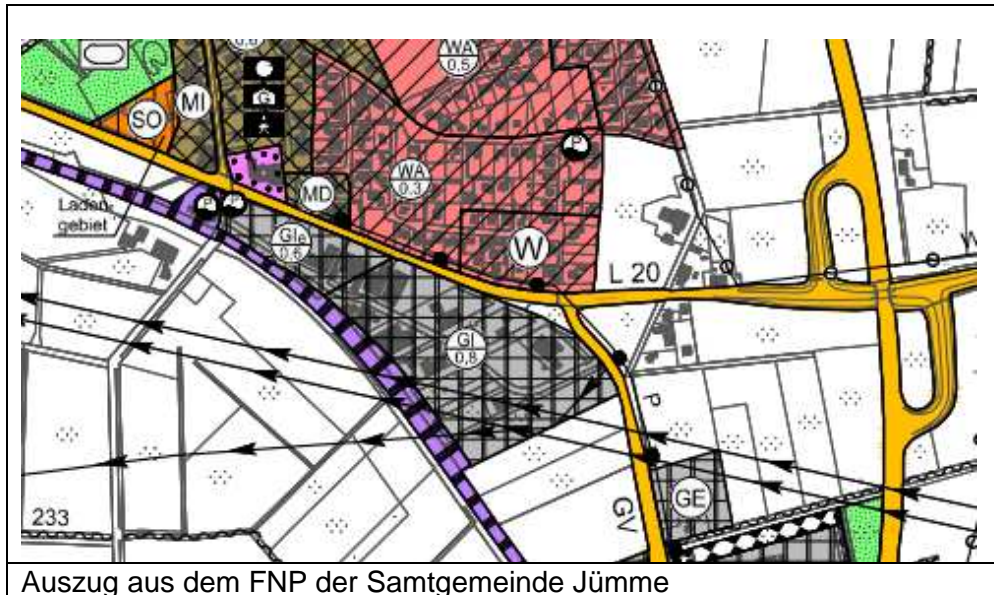 WA
0.5
SO
MI
G
P
WA
0.3
MD
P
P
Laden-
gebiet
GIe
0.6
W
L 20
GI
0,8
P
GE
GV
233
Auszug aus dem FNP der Samtgemeinde Jümme